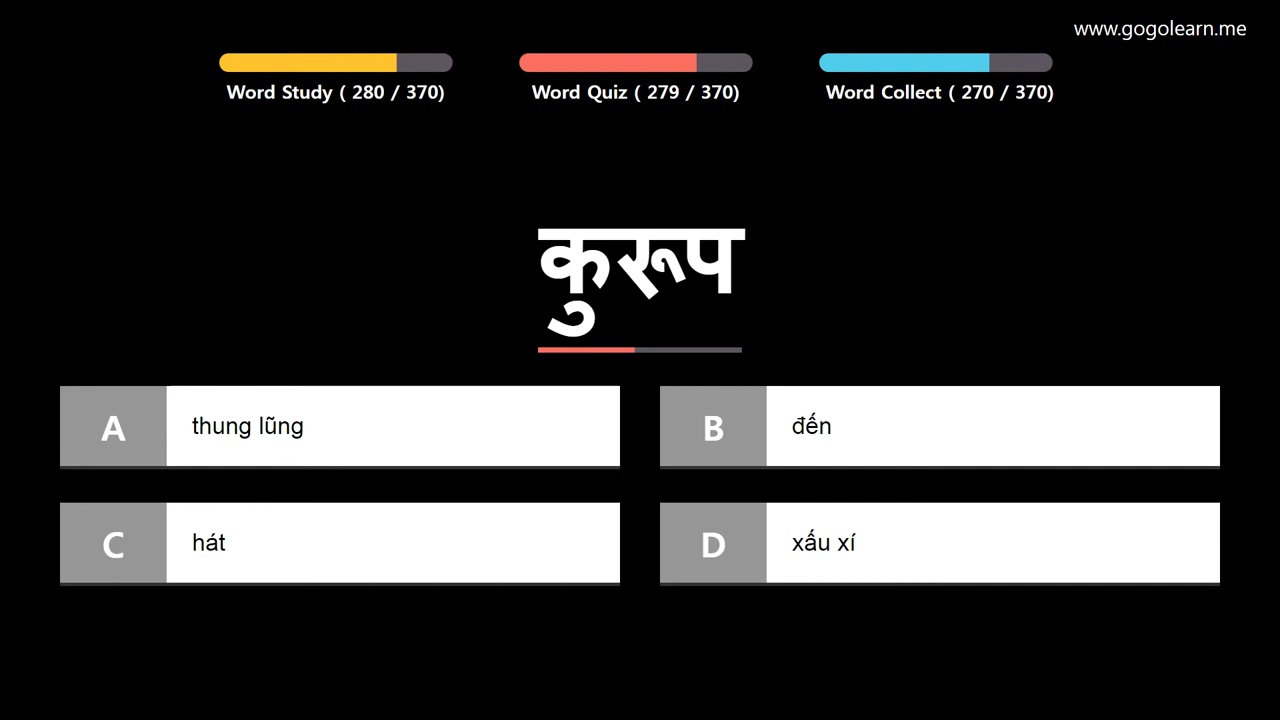 www.gogolearn.me
Word Study ( 280 / 370)
Word Quiz ( 279 / 370)
Word Collect ( 270 / 370)
कुरूप
A thung lũng
B đến
C hát
D xấu xí